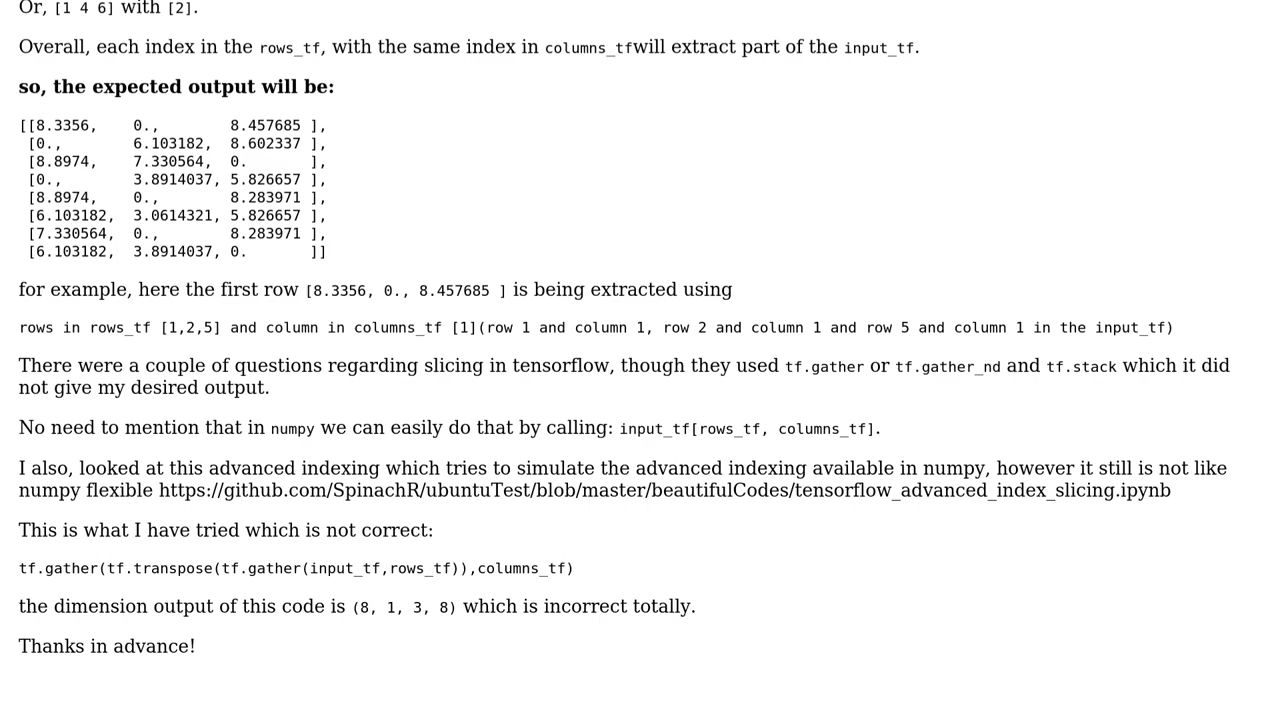 Or, [1 4 6] with [2].
Overall, each index in the rows_tf, with the same index in columns_tfwill extract part of the input_tf.
so, the expected output will be:
[[8.3356,    0.,        8.457685 ],
 [0.,        6.103182,  8.602337 ],
 [8.8974,    7.330564,  0.       ],
 [0.,        3.8914037, 5.826657 ],
 [8.8974,    0.,        8.283971 ],
 [6.103182,  3.0614321, 5.826657 ],
 [7.330564,  0.,        8.283971 ],
 [6.103182,  3.8914037, 0.       ]]
for example, here the first row [8.3356, 0., 8.457685 ] is being extracted using
rows in rows_tf [1,2,5] and column in columns_tf [1](row 1 and column 1, row 2 and column 1 and row 5 and column 1 in the input_tf)
There were a couple of questions regarding slicing in tensorflow, though they used tf.gather or tf.gather_nd and tf.stack which it did
not give my desired output.
No need to mention that in numpy we can easily do that by calling: input_tf[rows_tf, columns_tf].
I also, looked at this advanced indexing which tries to simulate the advanced indexing available in numpy, however it still is not like
numpy flexible https://github.com/SpinachR/ubuntuTest/blob/master/beautifulCodes/tensorflow_advanced_index_slicing.ipynb
This is what I have tried which is not correct:
tf.gather(tf.transpose(tf.gather(input_tf,rows_tf)),columns_tf)
the dimension output of this code is (8, 1, 3, 8) which is incorrect totally.
Thanks in advance!